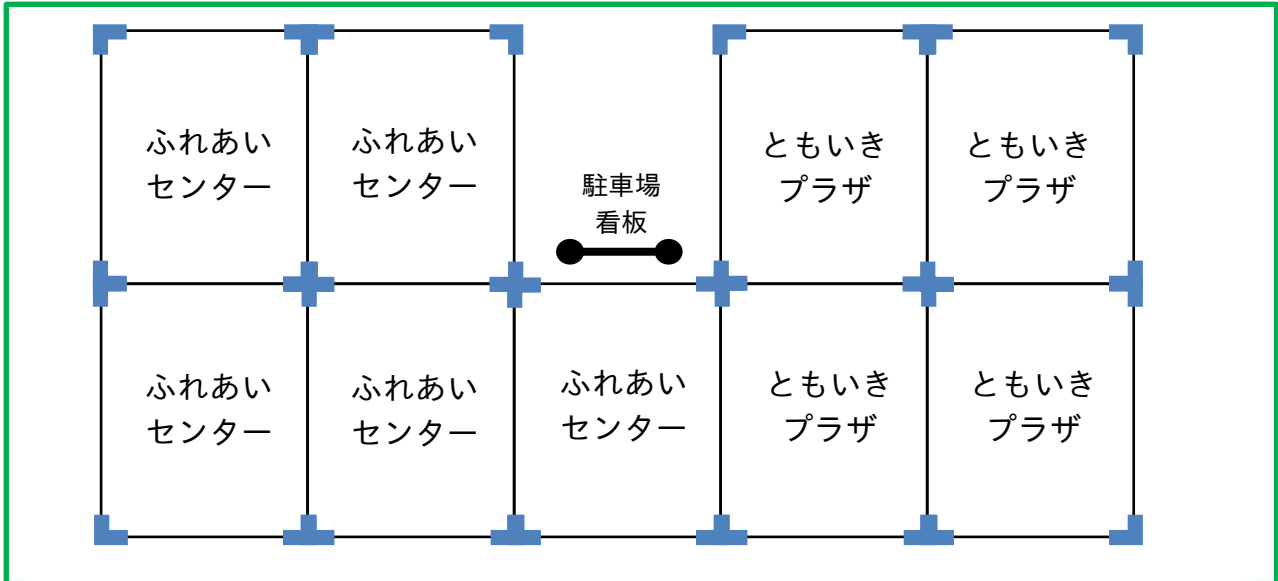 ふれあい
センター
ふれあい
センター
駐車場
看板
ともいき
プラザ
ともいき
プラザ
ふれあい
センター
ふれあい
センター
ふれあい
センター
ともいき
プラザ
ともいき
プラザ